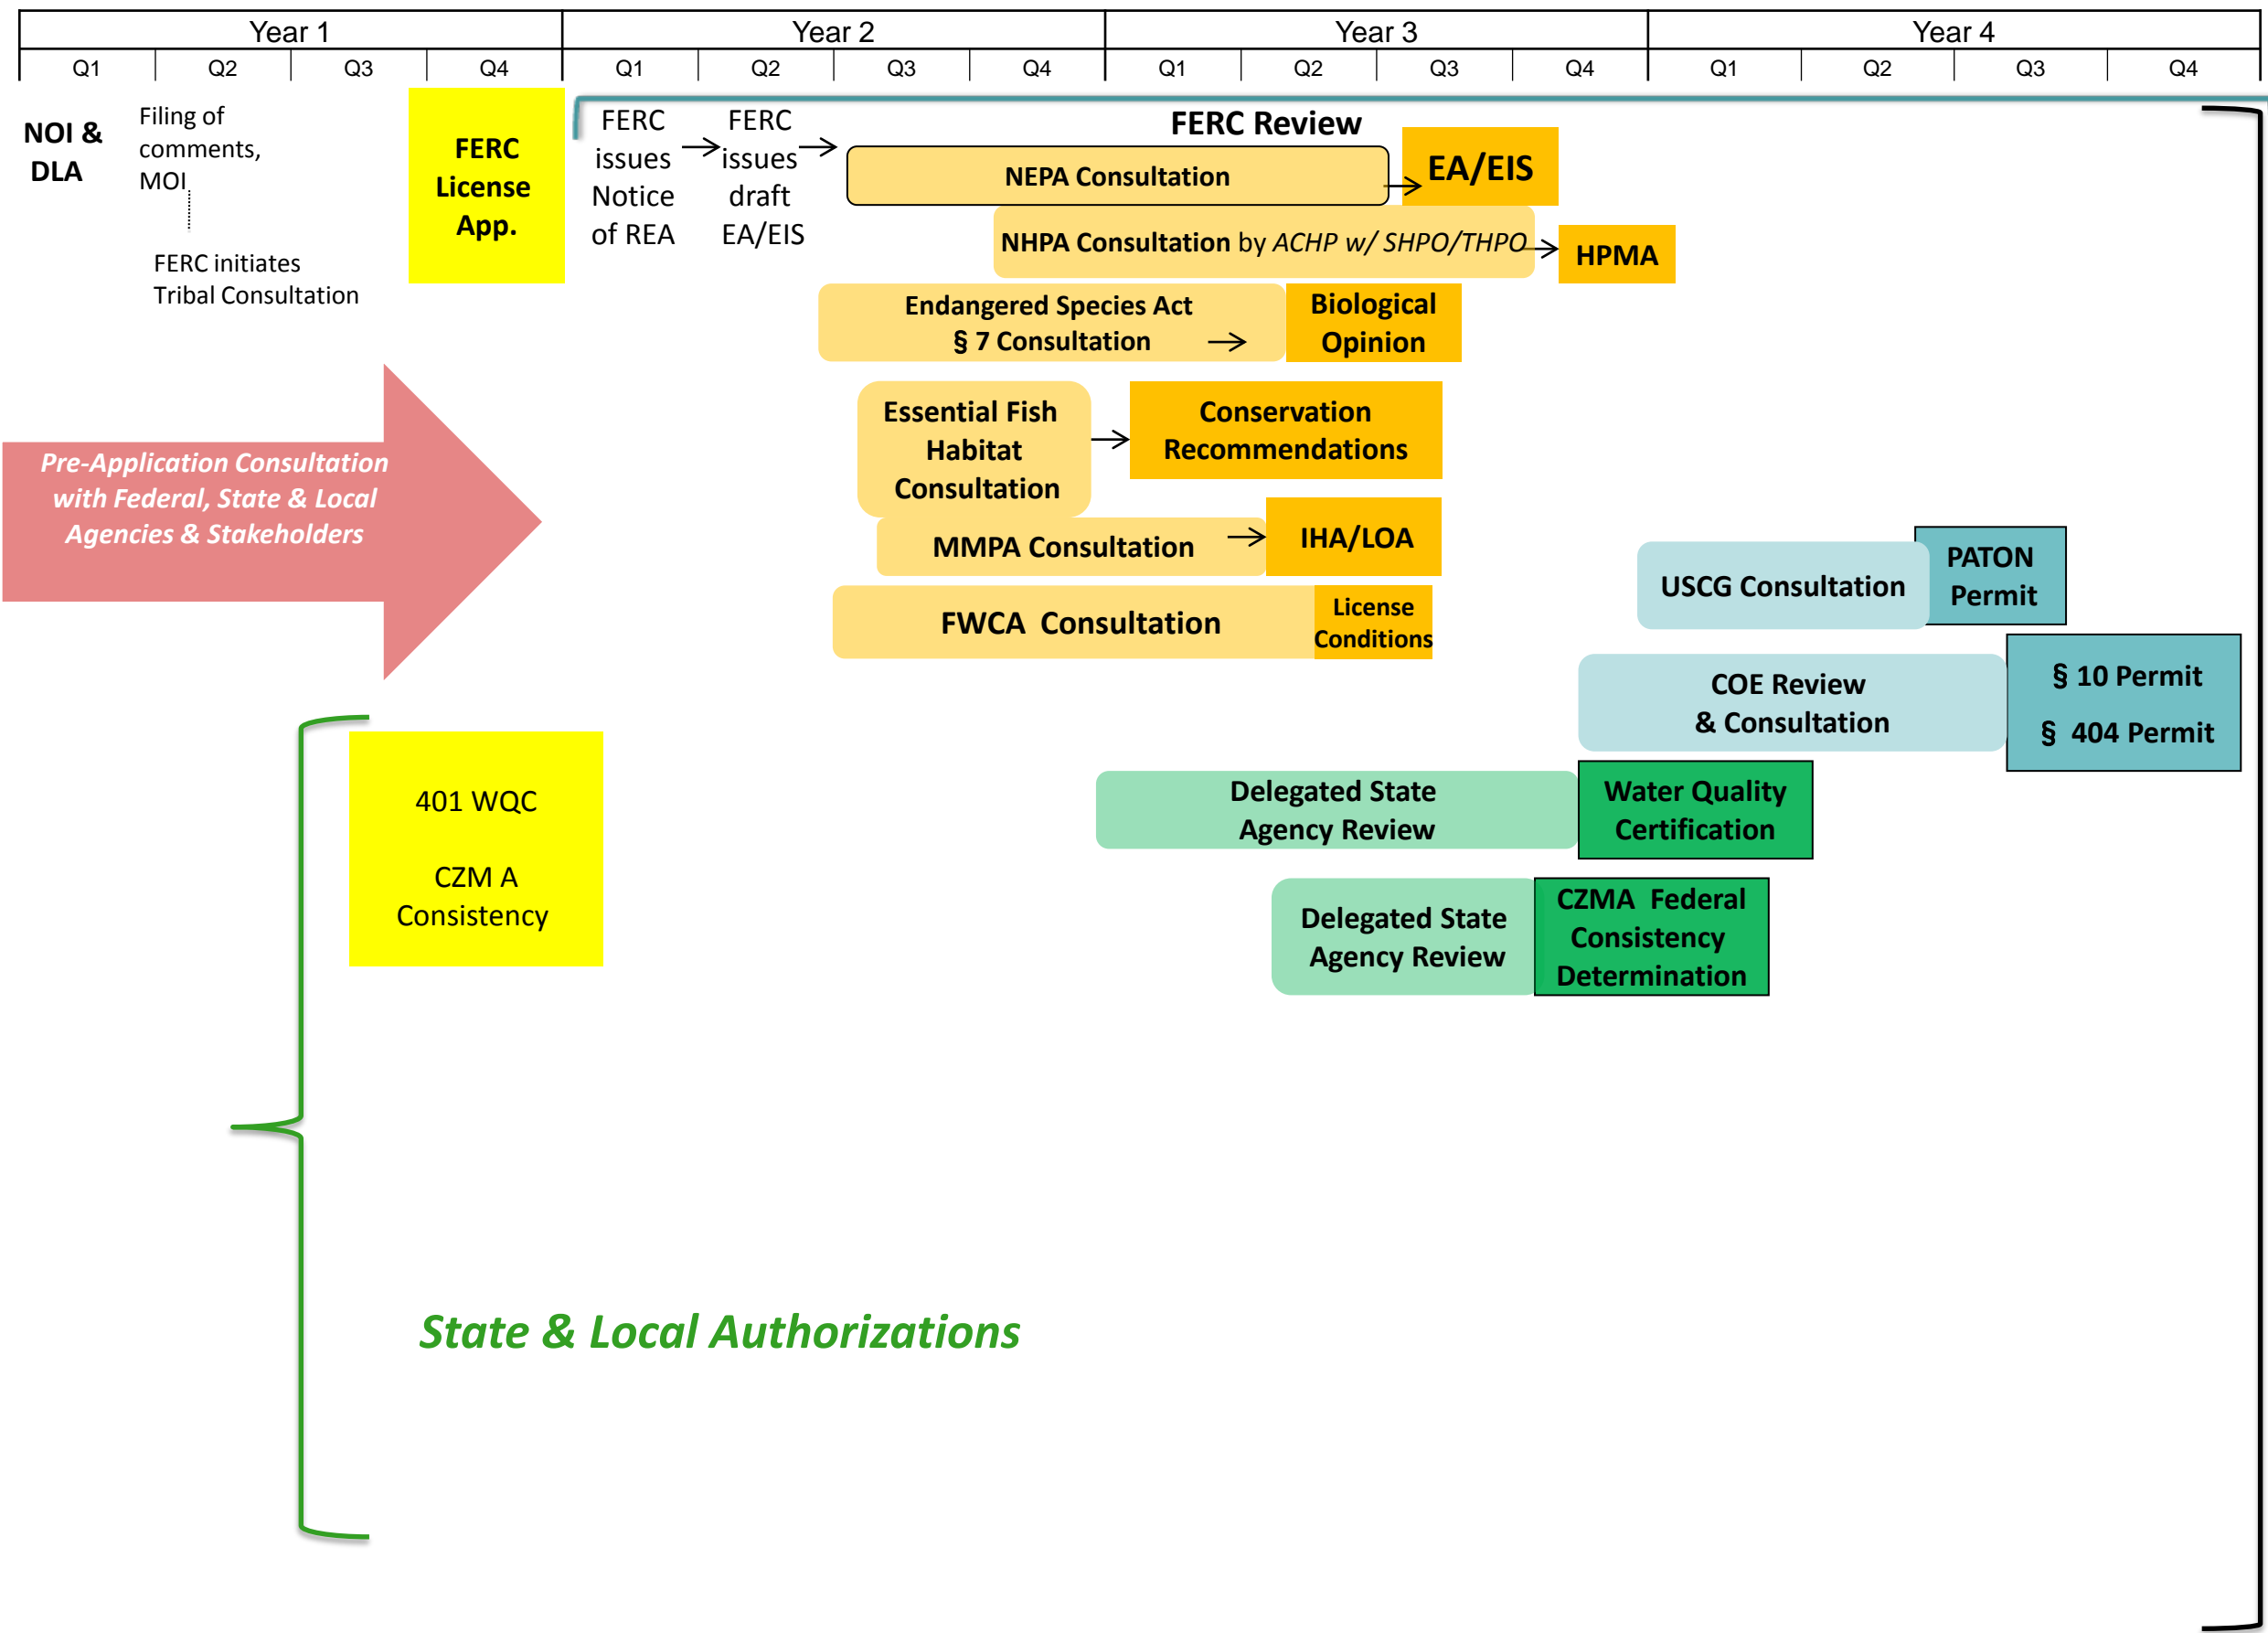 Year 1
Year 2
Year 3
Year 4
Q1 Q2 Q3 Q4 Q1 Q2 Q3 Q4 Q1 Q2 Q3 Q4 Q1 Q2 Q3 Q4
NOI &
DLA
Filing of
comments,
MOI
FERC initiates
Tribal Consultation
FERC
License
App.
FERC
issues
Notice
of REA
FERC
issues
draft
EA/EIS
FERC Review
NEPA Consultation
EA/EIS
NHPA Consultation by ACHP w/ SHPO/THPO
HPMA
Endangered Species Act
§ 7 Consultation
Biological
Opinion
Essential Fish
Habitat
Consultation
Conservation
Recommendations
Pre-Application Consultation
with Federal, State & Local
Agencies & Stakeholders
MMPA Consultation
IHA/LOA
FWCA  Consultation
License
Conditions
USCG Consultation
PATON
Permit
COE Review
& Consultation
§ 10 Permit
§  404 Permit
401 WQC
CZM A
Consistency
Delegated State
Agency Review
Water Quality
Certification
Delegated State
Agency Review
CZMA  Federal
Consistency
Determination
State & Local Authorizations